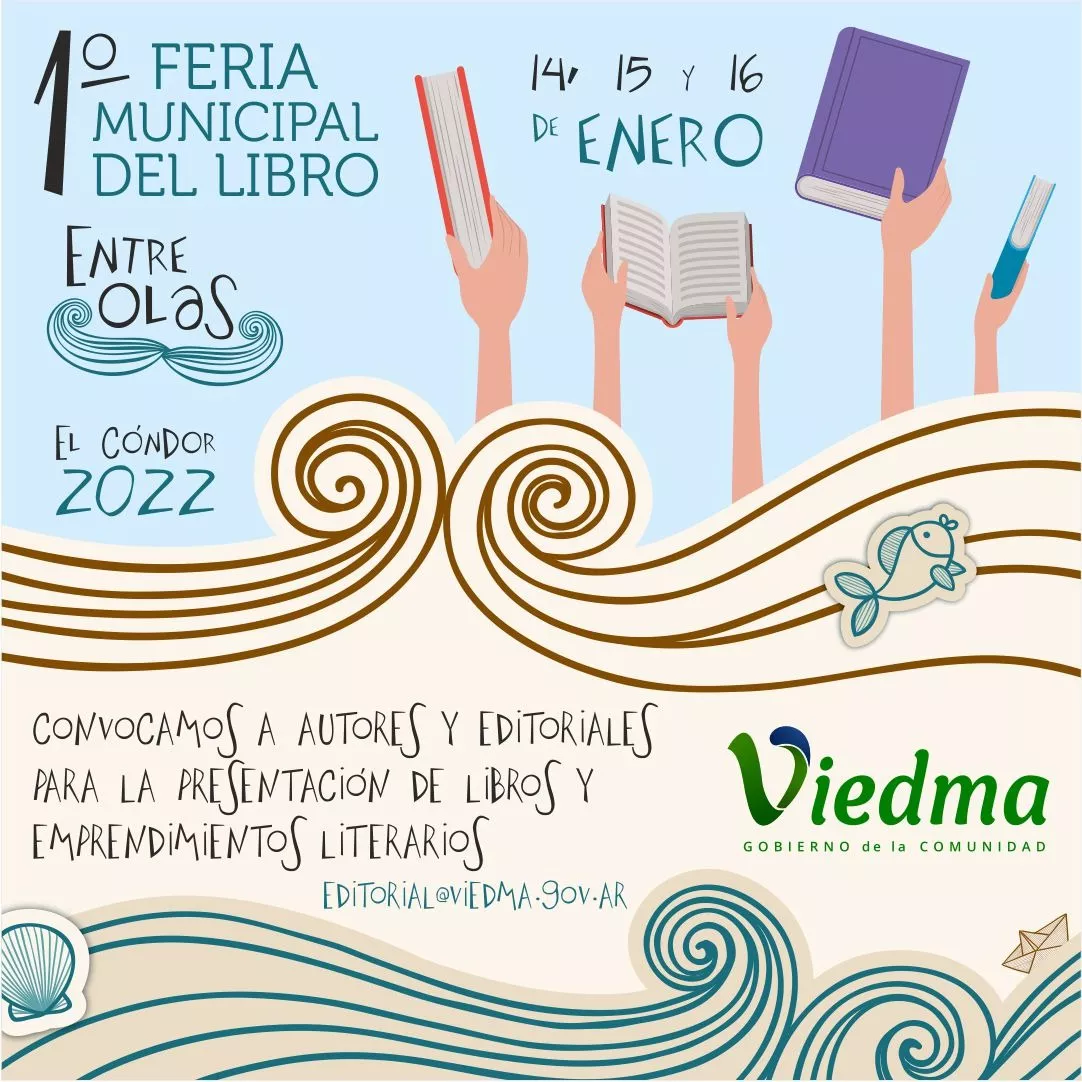 1º FERIA
MUNICIPAL
DEL LIBRO
ENTRE
OLAS
EL CÓNDOR
2022
14, 15 Y 16
DE ENERO
CONVOCAMOS A AUTORES Y EDITORIALES
PARA LA PRESENTACIÓN DE LIBROS Y
EMPRENDIMIENTOS LITERARIOS
EDITORIAL@VIEDMA.GOV.AR
Viedma
GOBIERNO de la COMUNIDAD